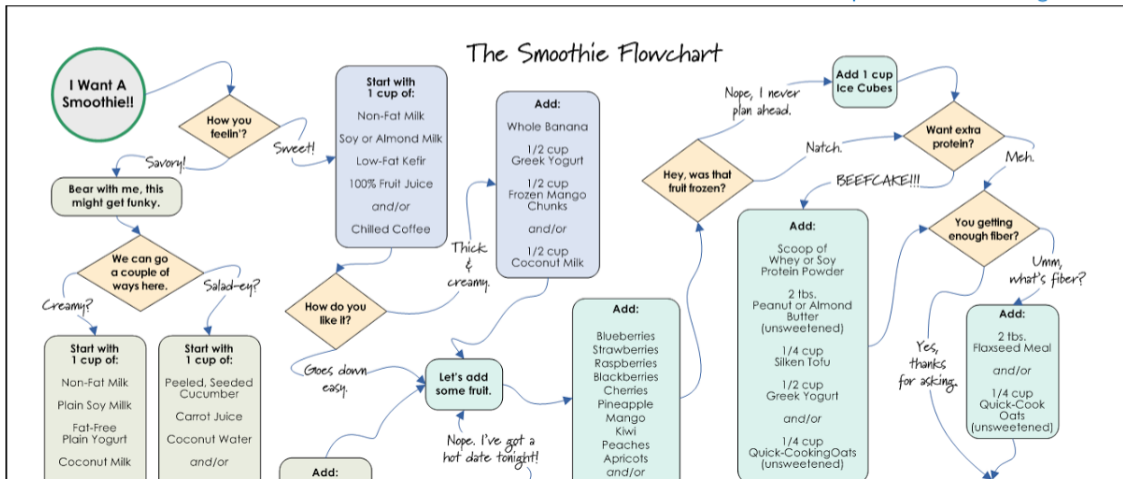 The Smoothie Flowchart
I Want A
Smoothie!!
How you
feelin'?
Sweet!
Savory!
Bear with me, this
might get funky.
We can go
a couple of
ways here.
Creamy?
Salad-ey?
Start with
1 cup of:
Non-Fat Milk
Plain Soy Millk
Fat-Free
Plain Yogurt
Coconut Milk
Start with
1 cup of:
Peeled, Seeded
Cucumber
Carrot Juice
Coconut Water
and/or
Start with
1 cup of:
Non-Fat Milk
Soy or Almond Milk
Low-Fat Kefir
100% Fruit Juice
and/or
Chilled Coffee
How do you
like it?
Thick
&
creamy.
Goes down
easy.
Add:
Whole Banana
1/2 cup
Greek Yogurt
1/2 cup
Frozen Mango
Chunks
and/or
1/2 cup
Coconut Milk
Let's add
some fruit.
Nope. I've got a
hot date tonight!
Add:
Add:
Blueberries
Strawberries
Raspberries
Blackberries
Cherries
Pineapple
Mango
Kiwi
Peaches
Apricots
and/or
Hey, was that
fruit frozen?
Nope, I never
plan ahead.
Natch.
Add 1 cup
Ice Cubes
Want extra
protein?
BEEFCAKE!!!
Meh.
Add:
Scoop of
Whey or Soy
Protein Powder
2 tbs.
Peanut or Almond
Butter
(unsweetened)
1/4 cup
Silken Tofu
1/2 cup
Greek Yogurt
and/or
1/4 cup
Quick-CookingOats
(unsweetened)
You getting
enough fiber?
Umm,
what's fiber?
Yes,
thanks
for asking.
Add:
2 tbs.
Flaxseed Meal
and/or
1/4 cup
Quick-Cook
Oats
(unsweetened)